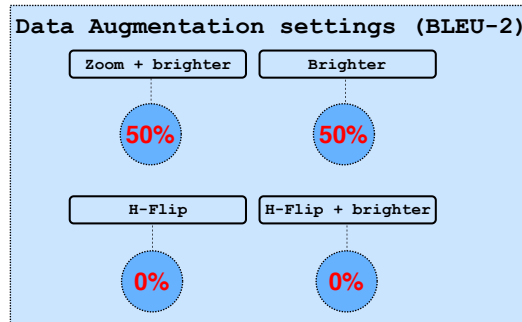 Data Augmentation settings (BLEU-2)
Zoom + brighter
Brighter
50%
50%
H-Flip
H-Flip + brighter
0%
0%